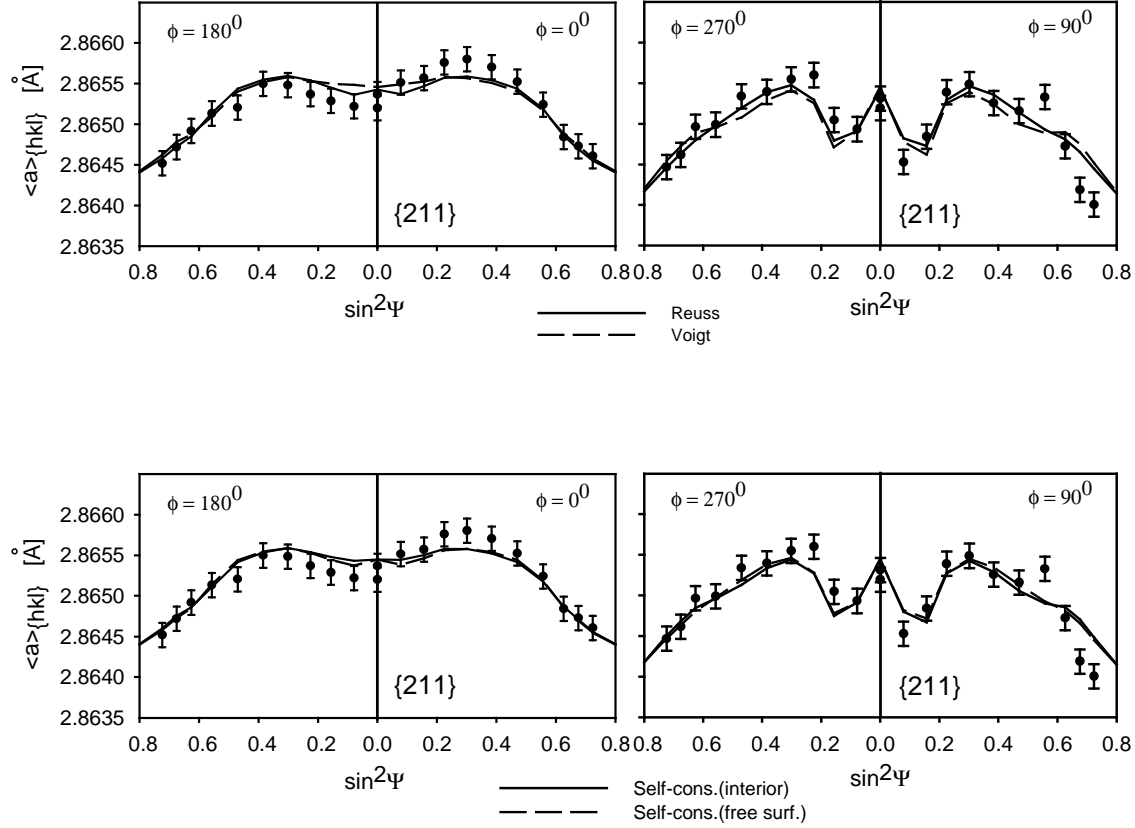 ϕ = 180⁰ ϕ = 0⁰ ϕ = 270⁰ ϕ = 90⁰
<a>{hkl} [Å]
2.8660
2.8655
2.8650
2.8645
2.8640
2.8635
{211} {211}
0.8 0.6 0.4 0.2 0.0 0.2 0.4 0.6 0.8 0.8 0.6 0.4 0.2 0.0 0.2 0.4 0.6 0.8
sin²Ψ sin²Ψ
Reuss
Voigt
ϕ = 180⁰ ϕ = 0⁰ ϕ = 270⁰ ϕ = 90⁰
<a>{hkl} [Å]
2.8660
2.8655
2.8650
2.8645
2.8640
2.8635
{211} {211}
0.8 0.6 0.4 0.2 0.0 0.2 0.4 0.6 0.8 0.8 0.6 0.4 0.2 0.0 0.2 0.4 0.6 0.8
sin²Ψ sin²Ψ
Self-cons.(interior)
Self-cons.(free surf.)